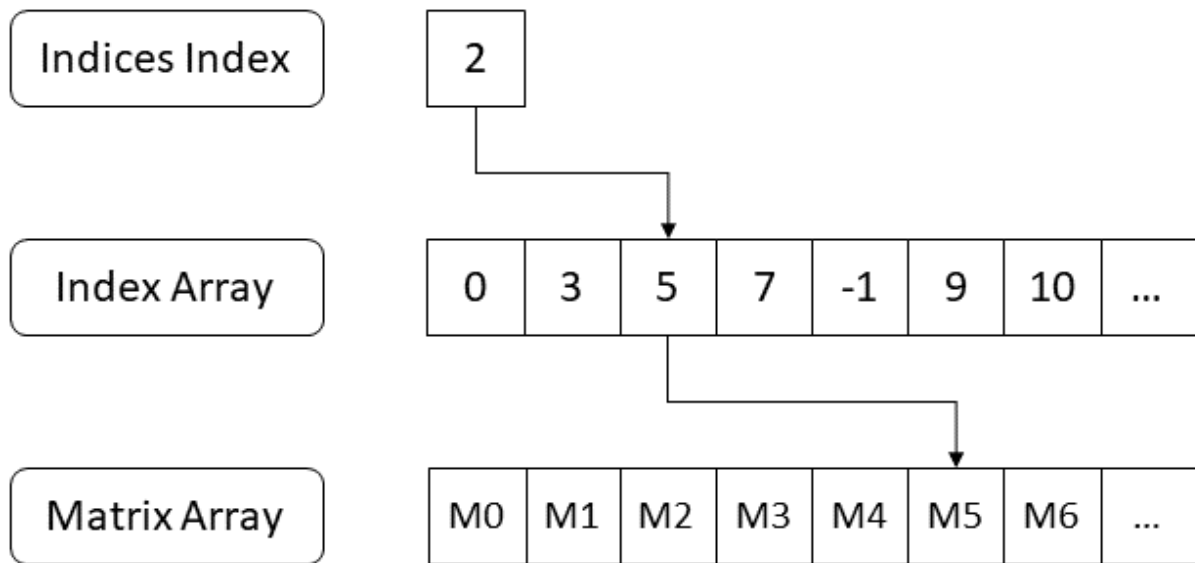 Indices Index 2
Index Array 0 3 5 7 -1 9 10 ...
Matrix Array M0 M1 M2 M3 M4 M5 M6 ...